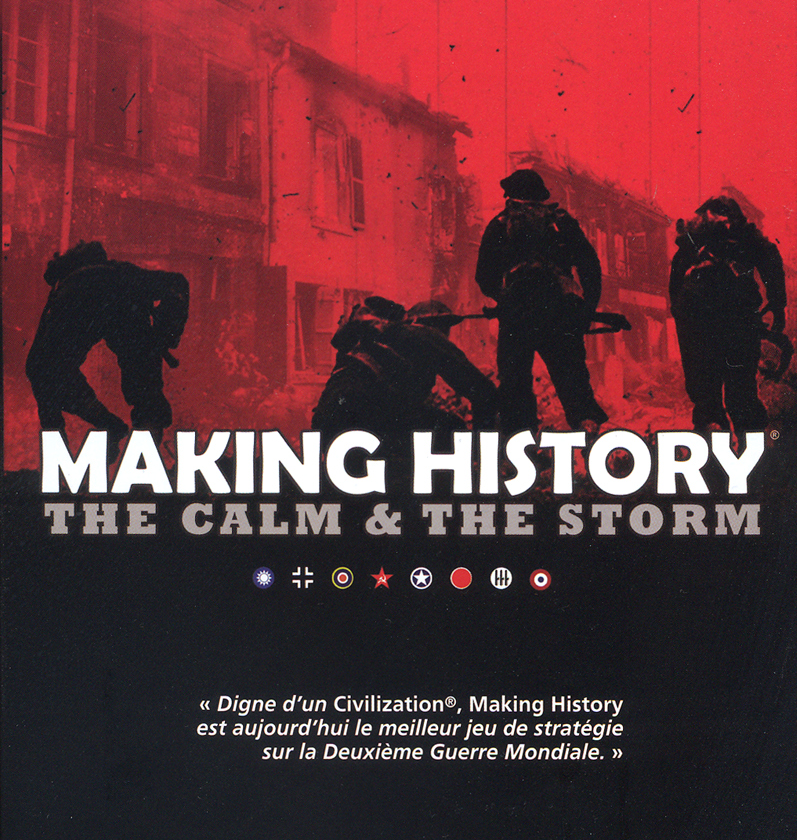 MAKING HISTORY®
THE CALM & THE STORM
« Digne d'un Civilization®, Making History
est aujourd'hui le meilleur jeu de stratégie
sur la Deuxième Guerre Mondiale. »